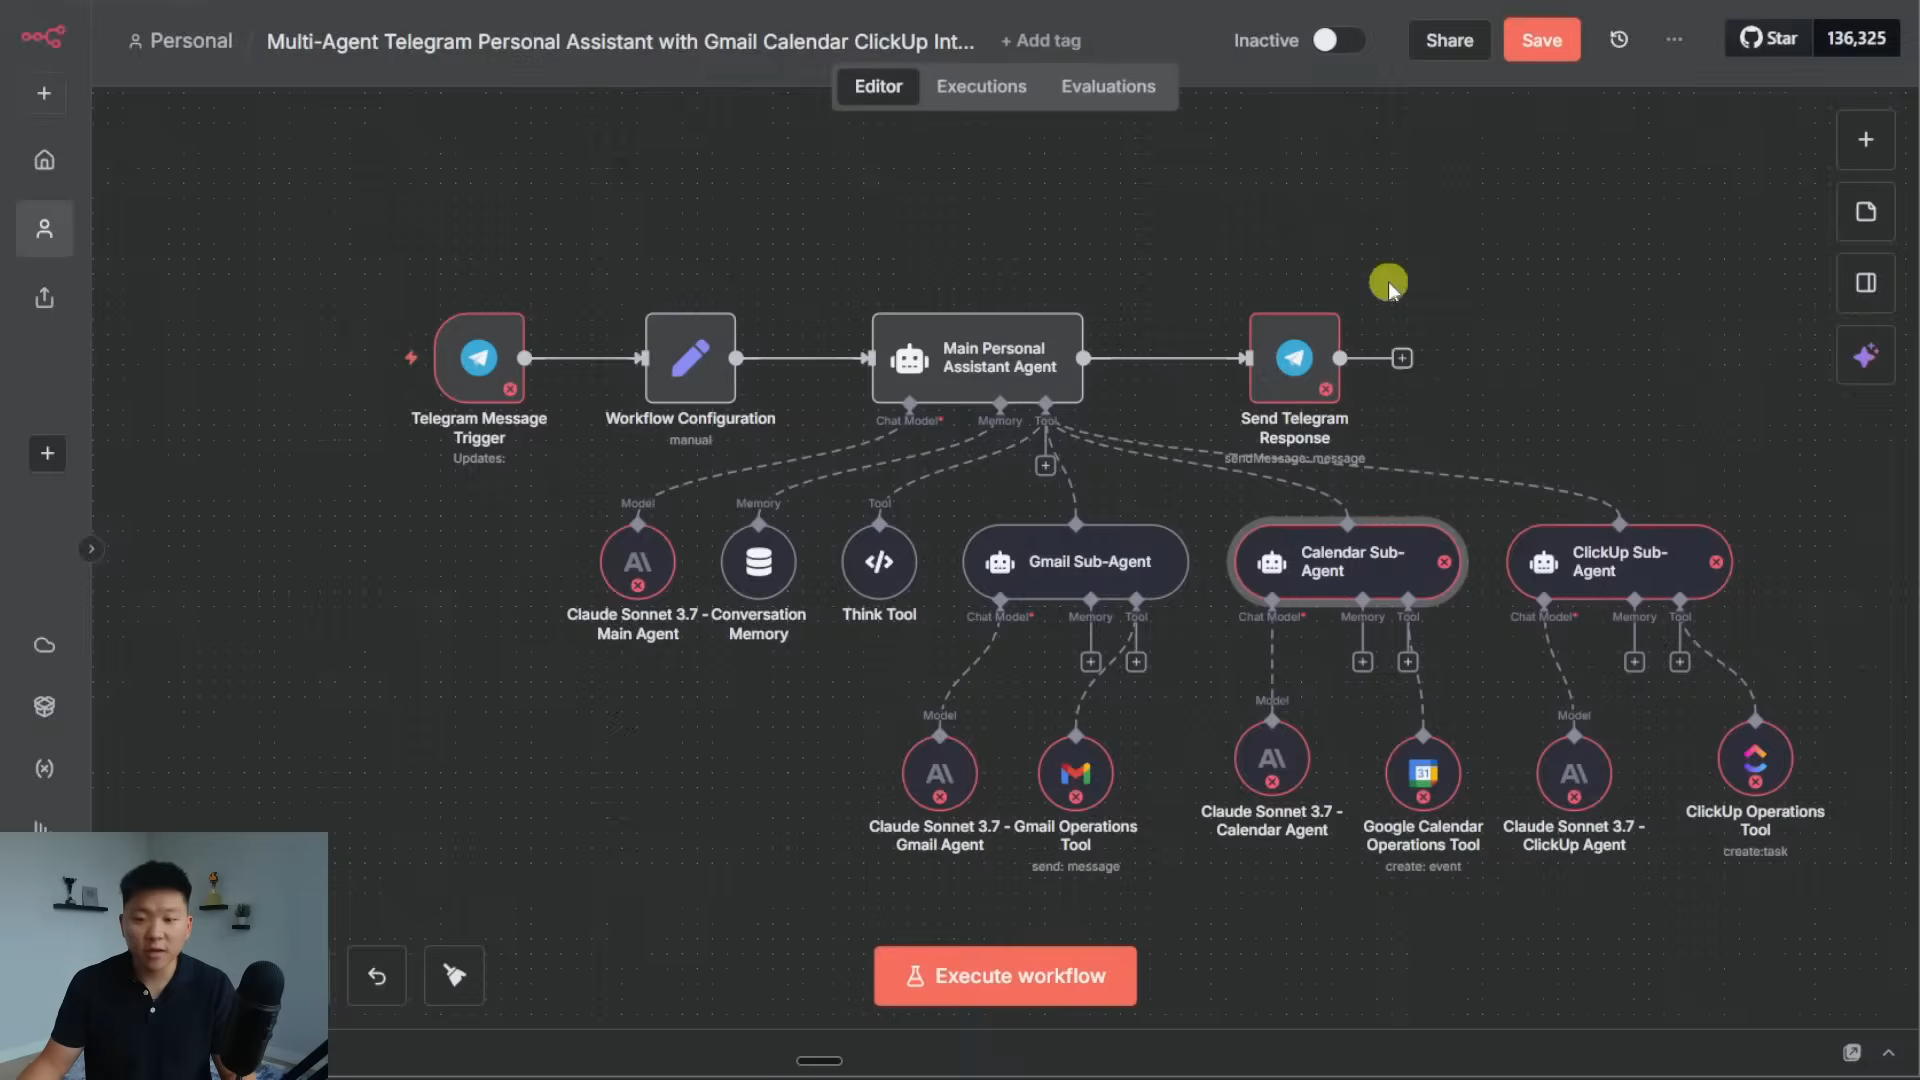 Personal
/
Multi-Agent Telegram Personal Assistant with Gmail Calendar ClickUp Int...
+ Add tag
Inactive
Share
Save
Star
136,325
Editor
Executions
Evaluations
Telegram Message
Trigger
Updates:
Workflow Configuration
manual
Main Personal
Assistant Agent
Chat Model*
Memory
Tool
Send Telegram
Response
sendMessage: message
Model
Memory
Tool
Claude Sonnet 3.7 -
Main Agent
Conversation
Memory
Think Tool
Gmail Sub-Agent
Chat Model*
Memory
Tool
Calendar Sub-
Agent
Chat Model*
Memory
Tool
ClickUp Sub-
Agent
Chat Model*
Memory
Tool
Model
Claude Sonnet 3.7 -
Gmail Agent
Gmail Operations
Tool
send: message
Model
Claude Sonnet 3.7 -
Calendar Agent
31
Google Calendar
Operations Tool
create: event
Model
Claude Sonnet 3.7 -
ClickUp Agent
ClickUp Operations
Tool
create:task
Execute workflow